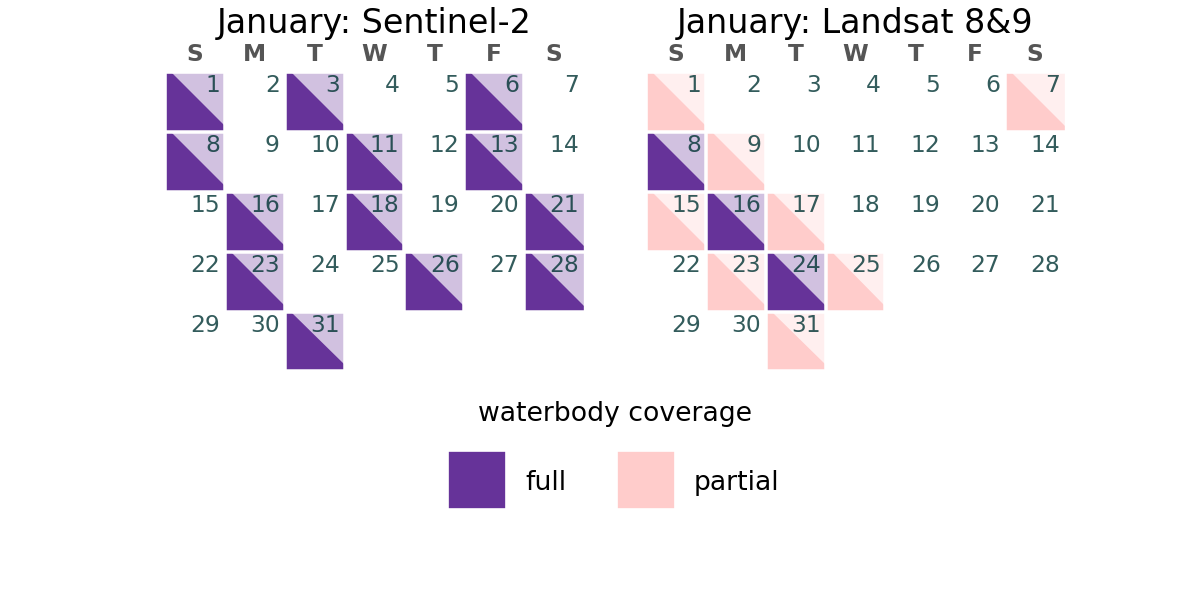 January: Sentinel-2
S M T W T F S
1 2 3 4 5 6 7
8 9 10 11 12 13 14
15 16 17 18 19 20 21
22 23 24 25 26 27 28
29 30 31
January: Landsat 8&9
S M T W T F S
1 2 3 4 5 6 7
8 9 10 11 12 13 14
15 16 17 18 19 20 21
22 23 24 25 26 27 28
29 30 31
waterbody coverage
full
partial